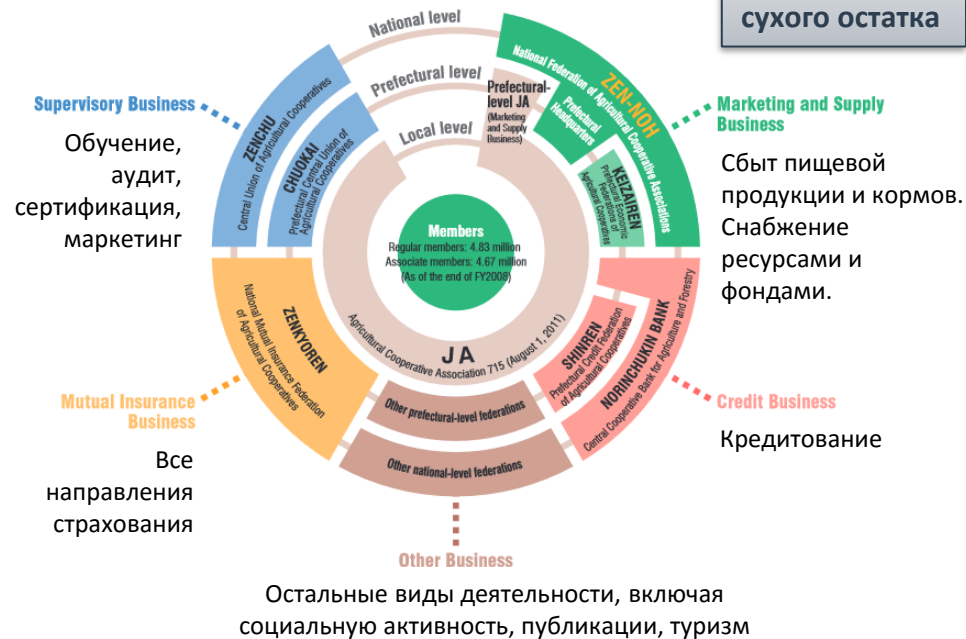 сухого остатка
National level
Prefectural level
Local level
ZENCHU
Central Union of Agricultural Cooperatives
CHUOKAI
Prefectural Central Union of
Agricultural Cooperatives
Prefectural-
level JA
(Marketing
and Supply
Business)
National Federation of Agricultural Cooperative Associations
ZEN-NOH
Prefectural
Headquarters
KEIZAIREN
Prefectural Economic
Federations of
Agricultural Cooperatives
Supervisory Business
Обучение,
аудит,
сертификация,
маркетинг
Marketing and Supply
Business
Сбыт пищевой
продукции и кормов.
Снабжение
ресурсами и
фондами.
Members
Regular members: 4.83 million
Associate members: 4.67 million
(As of the end of FY2008)
JA
Agricultural Cooperative Association 715 (August 1, 2011)
ZENKYOREN
National Mutual Insurance Federation
of Agricultural Cooperatives
SHINREN
Prefectural Credit Federation
of Agricultural Cooperatives
NORINCHUKIN BANK
Central Cooperative Bank for Agriculture and Forestry
Other prefectural-level federations
Other national-level federations
Mutual Insurance
Business
Все
направления
страхования
Credit Business
Кредитование
Other Business
Остальные виды деятельности, включая
социальную активность, публикации, туризм